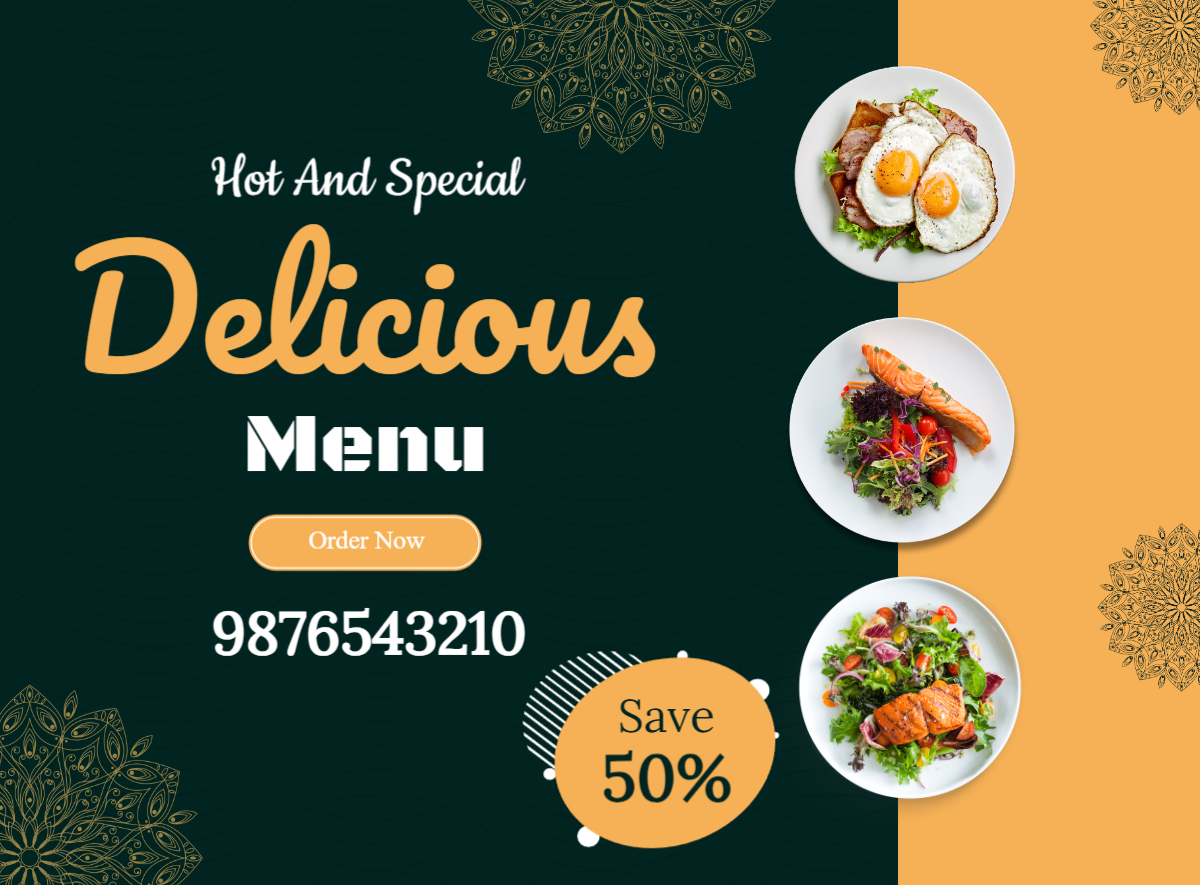 Hot And Special
Delicious
Menu
Order Now
9876543210
Save
50%